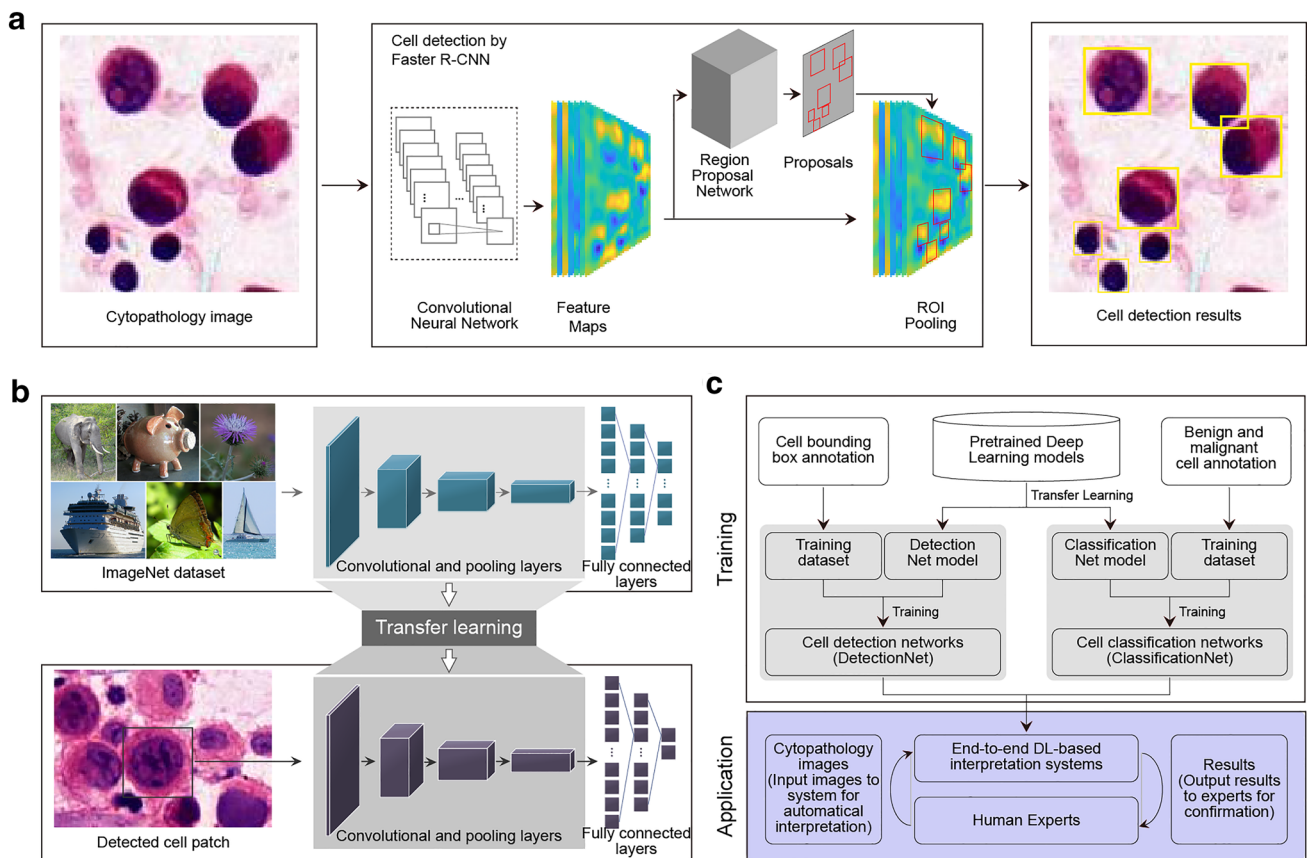 a
Cytopathology image
Cell detection by
Faster R-CNN
...
...
...
Convolutional
Neural Network
Feature
Maps
Region
Proposal
Network
Proposals
ROI
Pooling
Cell detection results
b
ImageNet dataset
Convolutional and pooling layers
Fully connected
layers
Transfer learning
Detected cell patch
Convolutional and pooling layers
Fully connected
layers
c
Training
Cell bounding
box annotation
Pretrained Deep
Learning models
Benign and
malignant
cell annotation
Transfer Learning
Training
dataset
Detection
Net model
Classification
Net model
Training
dataset
Training
Training
Cell detection networks
(DetectionNet)
Cell classification networks
(ClassificationNet)
Application
Cytopathology
images
(Input images to
system for
automatical
interpretation)
End-to-end DL-based
interpretation systems
Human Experts
Results
(Output results
to experts for
confirmation)